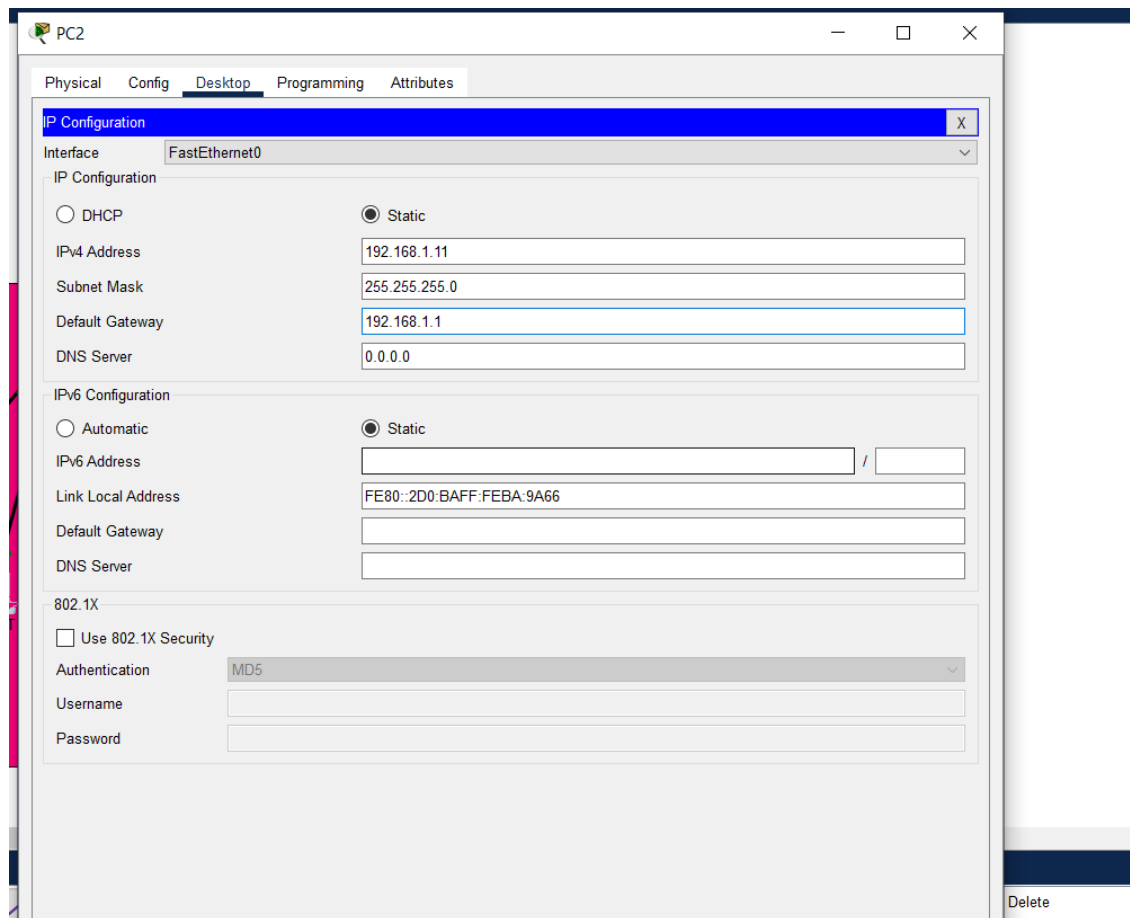 PC2
Physical Config Desktop Programming Attributes
IP Configuration X
Interface FastEthernet0
IP Configuration
DHCP Static
IPv4 Address 192.168.1.11
Subnet Mask 255.255.255.0
Default Gateway 192.168.1.1
DNS Server 0.0.0.0
IPv6 Configuration
Automatic Static
IPv6 Address /
Link Local Address FE80::2D0:BAFF:FEBA:9A66
Default Gateway
DNS Server
802.1X
Use 802.1X Security
Authentication MD5
Username
Password
Delete